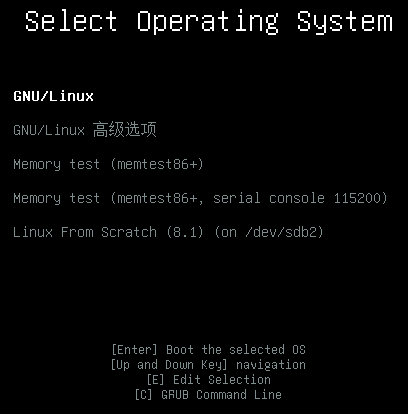 Select Operating System
GNU/Linux
GNU/Linux 高级选项
Memory test (memtest86+)
Memory test (memtest86+, serial console 115200)
Linux From Scratch (8.1) (on /dev/sdb2)
[Enter] Boot the selected OS
[Up and Down Key] navigation
[E] Edit Selection
[C] GRUB Command Line